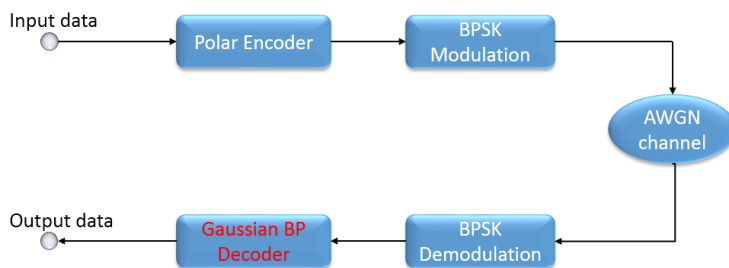 Input data
Polar Encoder
BPSK
Modulation
AWGN
channel
Output data
Gaussian BP
Decoder
BPSK
Demodulation